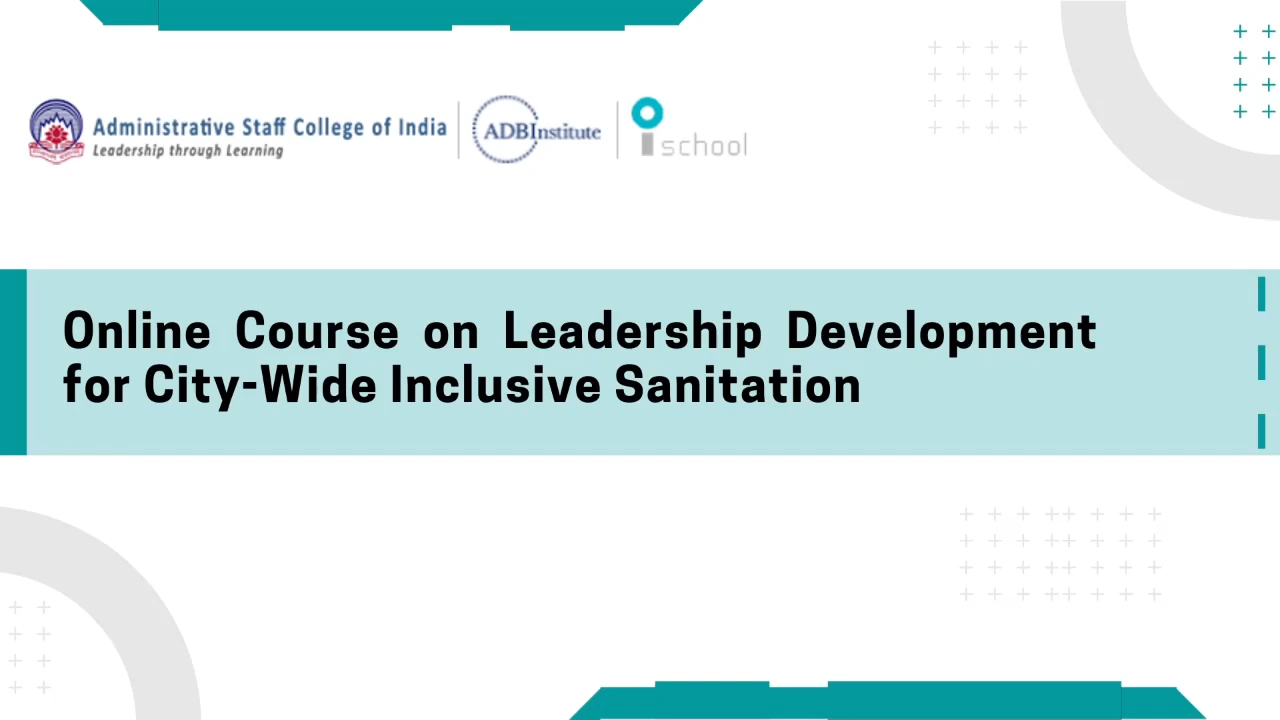 Administrative Staff College of India
Leadership through Learning
ADBInstitute
i school
Online Course on Leadership Development
for City-Wide Inclusive Sanitation